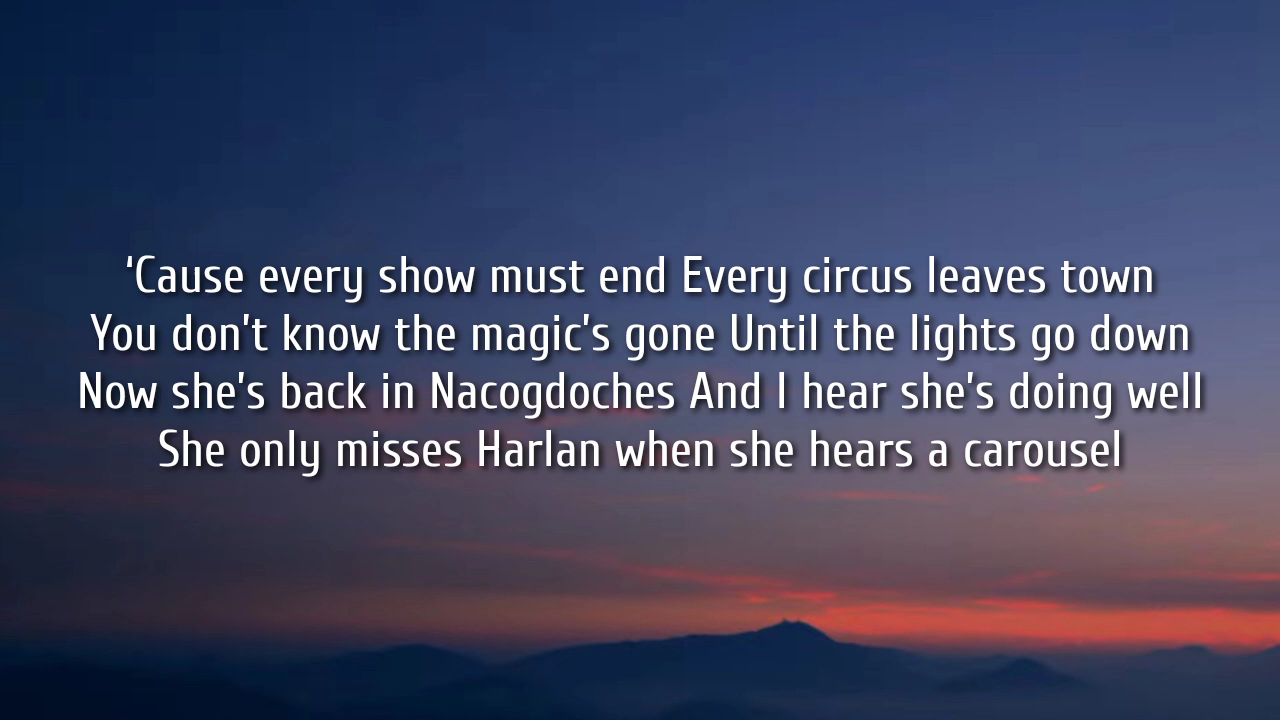 ‘Cause every show must end Every circus leaves town
You don't know the magic's gone Until the lights go down
Now she's back in Nacogdoches And I hear she's doing well
She only misses Harlan when she hears a carousel